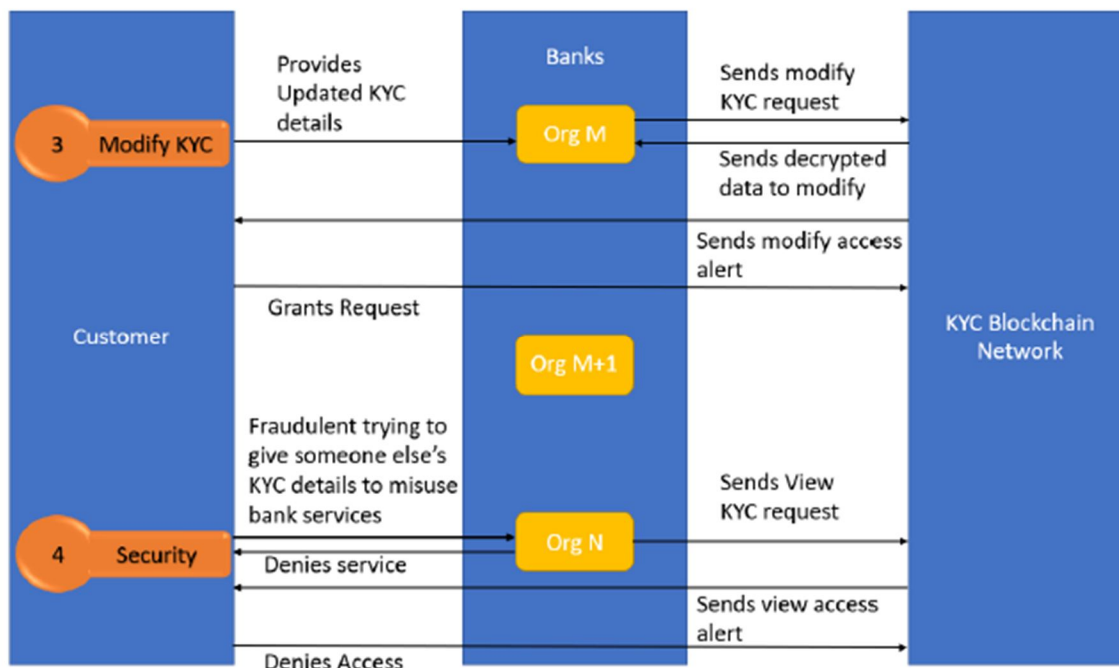 Provides
Updated KYC
details
Banks
Sends modify
KYC request
3
Modify KYC
Org M
Sends decrypted
data to modify
Sends modify access
alert
Grants Request
Customer
Org M+1
KYC Blockchain
Network
Fraudulent trying to
give someone else's
KYC details to misuse
bank services
Sends View
KYC request
4
Security
Org N
Denies service
Sends view access
alert
Denies Access